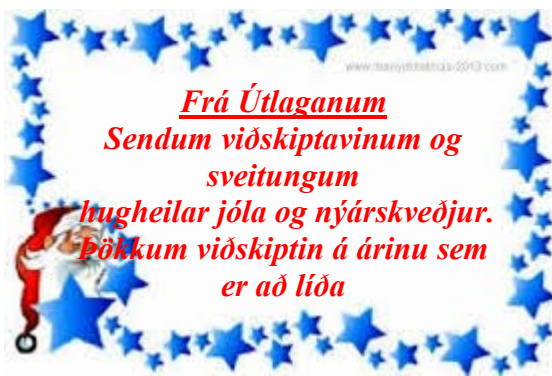 Frá Útlaganum
Sendum viðskiptavinum og
sveitungum
hugheilar jóla og nýárskveðjur.
Þökkum viðskiptin á árinu sem
er að líða